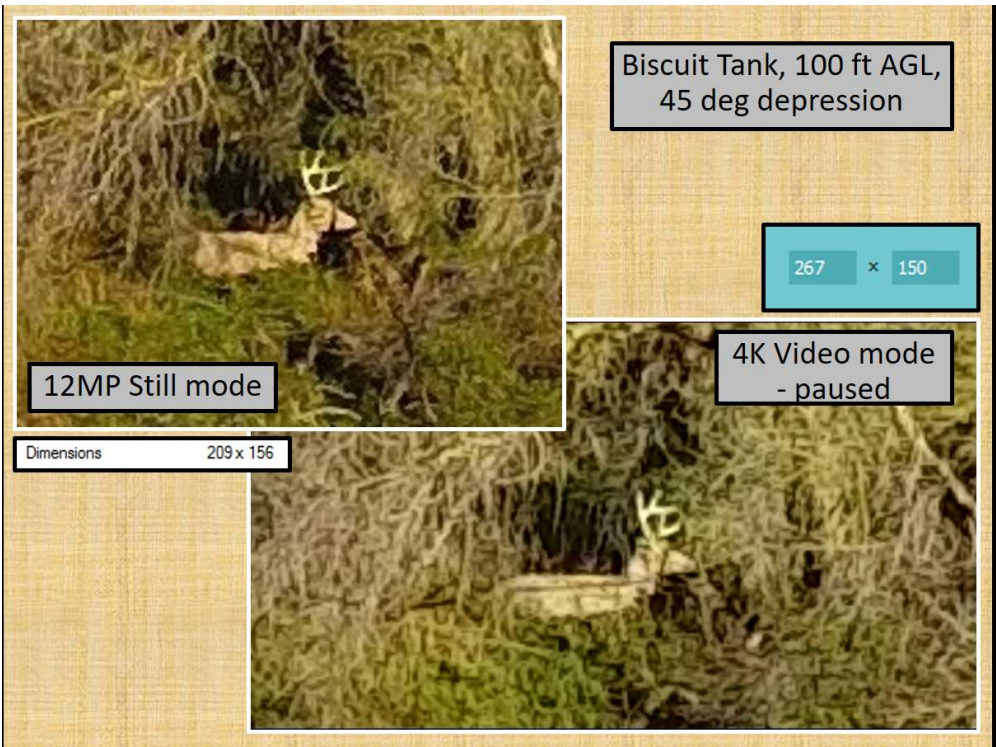 Biscuit Tank, 100 ft AGL,
45 deg depression
267 × 150
12MP Still mode
4K Video mode
- paused
Dimensions 209 x 156